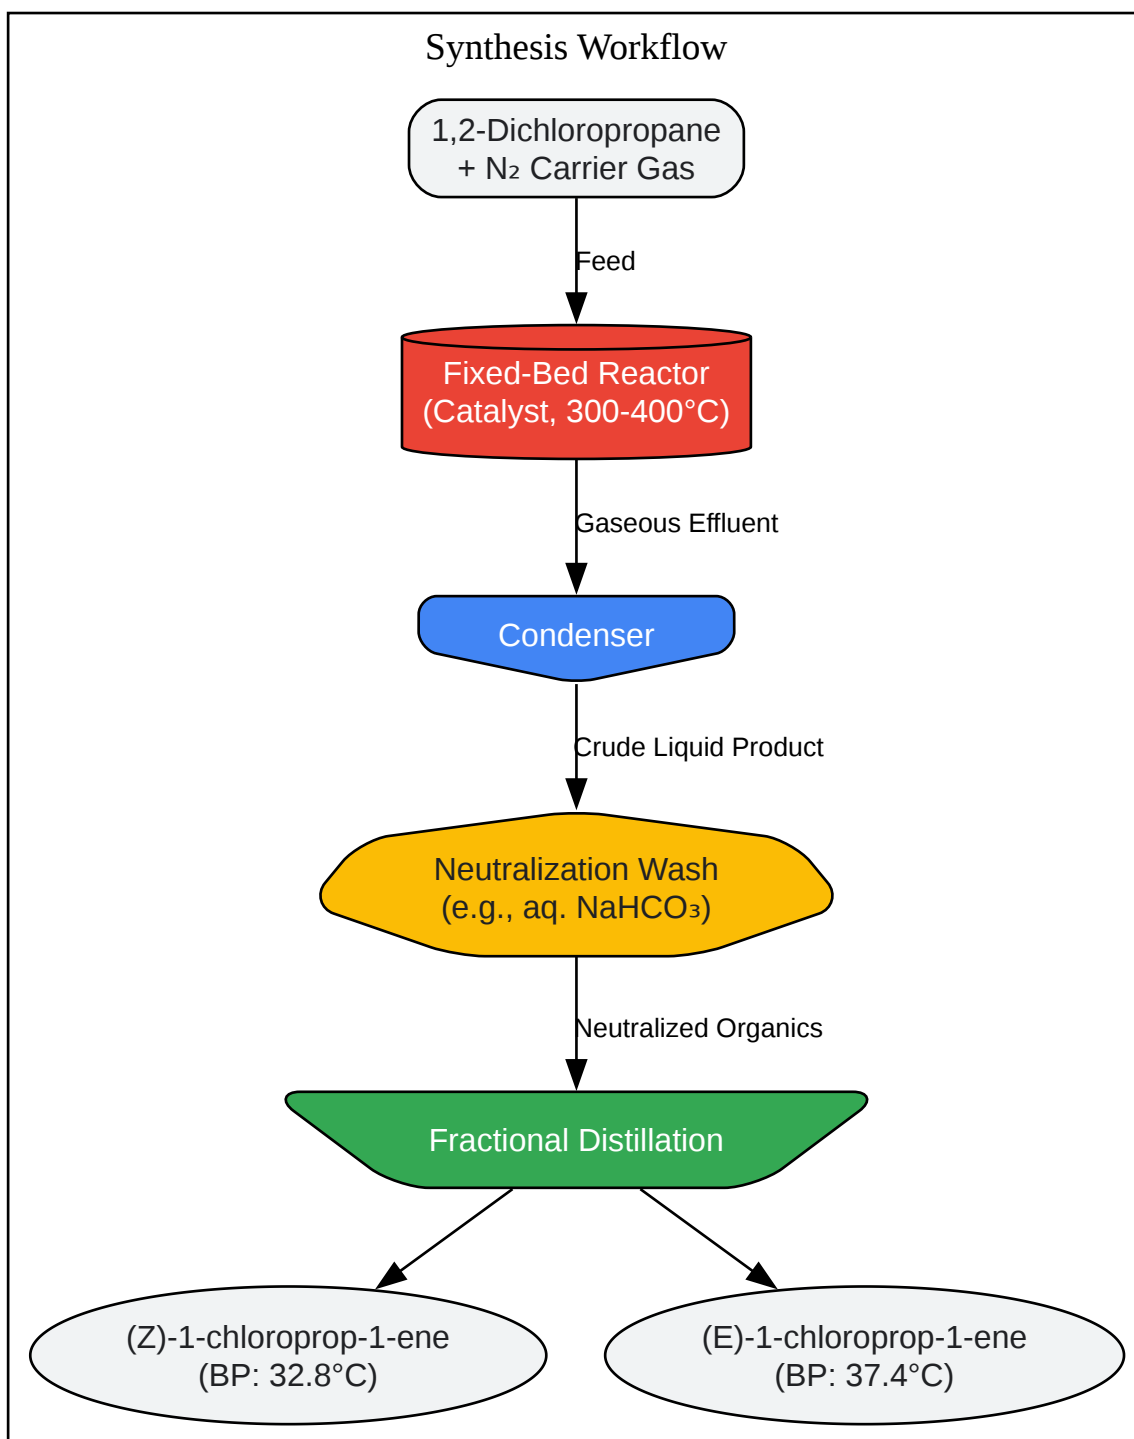 Synthesis Workflow
1,2-Dichloropropane
+ N₂ Carrier Gas
Feed
Fixed-Bed Reactor
(Catalyst, 300-400°C)
Gaseous Effluent
Condenser
Crude Liquid Product
Neutralization Wash
(e.g., aq. NaHCO₃)
Neutralized Organics
Fractional Distillation
(Z)-1-chloroprop-1-ene
(BP: 32.8°C)
(E)-1-chloroprop-1-ene
(BP: 37.4°C)